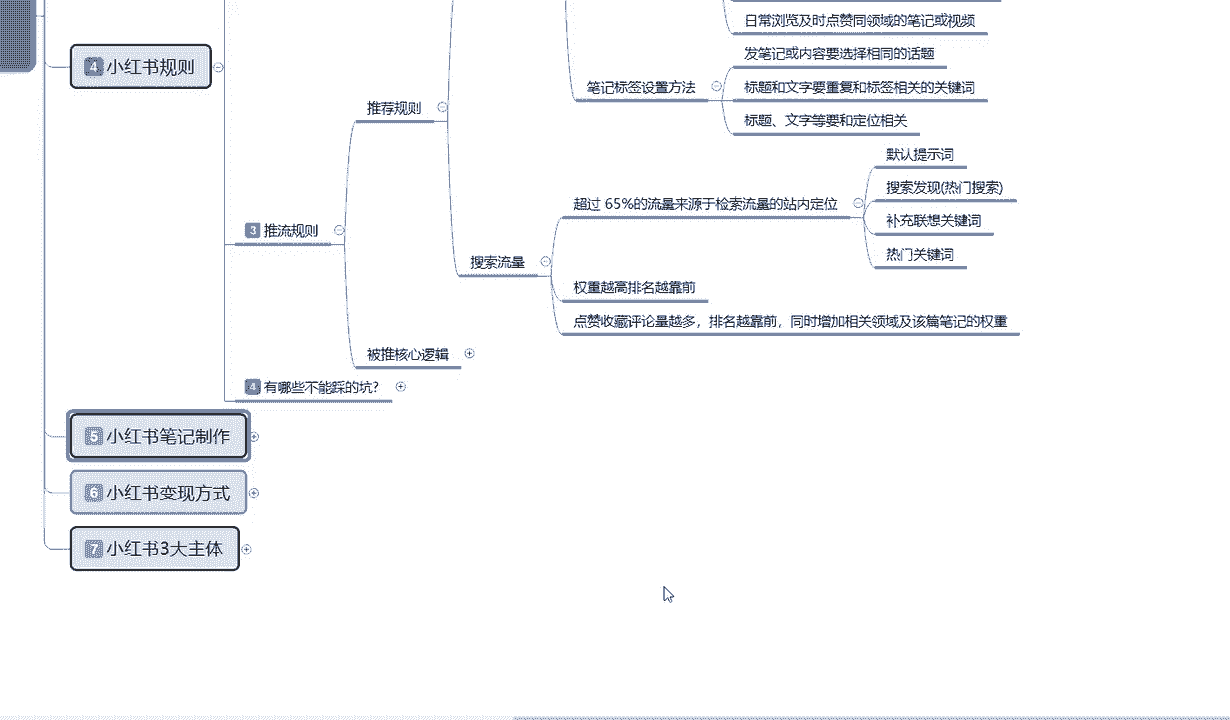 日常浏览及时点赞同领域的笔记或视频
4 小红书规则
发笔记或内容要选择相同的话题
笔记标签设置方法
标题和文字要重复和标签相关的关键词
推荐规则
标题、文字等要和定位相关
默认提示词
搜索发现(热门搜索)
超过 65%的流量来源于检索流量的站内定位
补充联想关键词
3 推流规则
热门关键词
搜索流量
权重越高排名越靠前
点赞收藏评论量越多，排名越靠前，同时增加相关领域及该篇笔记的权重
被推核心逻辑
4 有哪些不能踩的坑?
5 小红书笔记制作
6 小红书变现方式
7 小红书3大主体